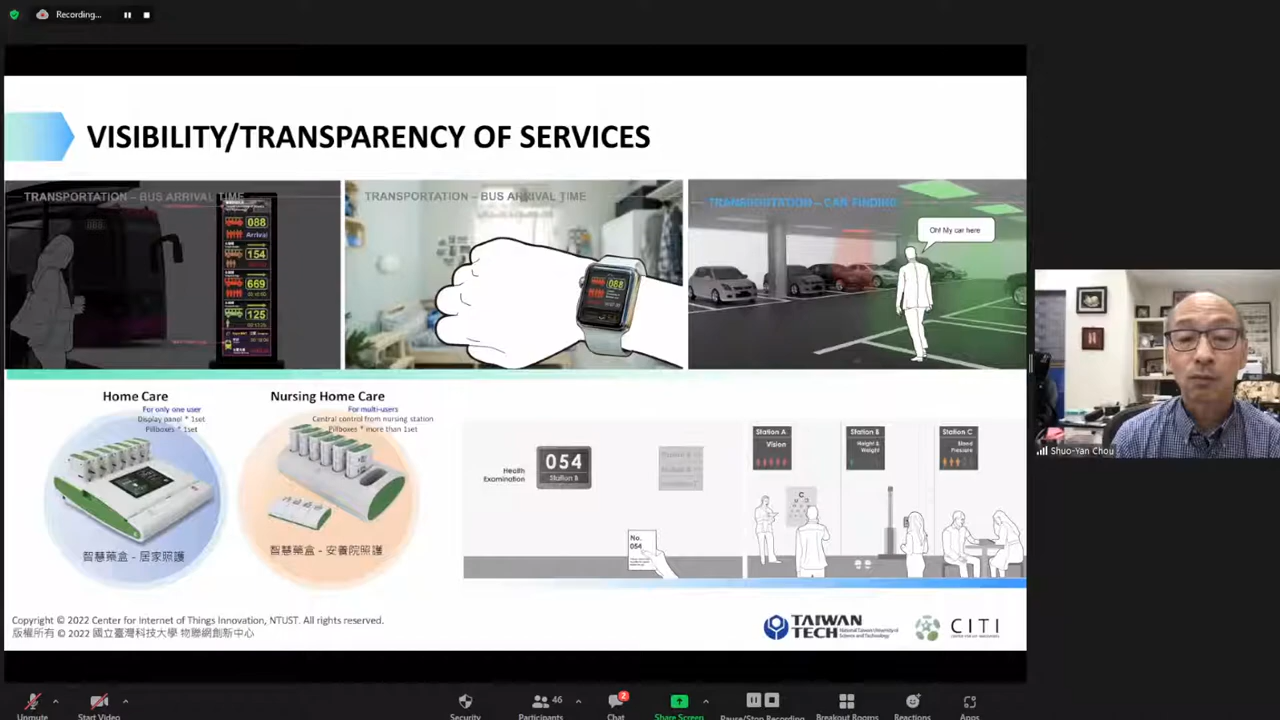 Recording...
VISIBILITY/TRANSPARENCY OF SERVICES
TRANSPORTATION – BUS ARRIVAL TIME
TRANSPORTATION – BUS ARRIVAL TIME
TRANSPORTATION – CAR FINDING
Oh! My car here
088
Arrival
154
669
125
088
Home Care
For only one user
Display panel * 1set
Pillboxes * 1set
智慧藥盒 - 居家照護
Nursing Home Care
For multi-users
Central control from nursing station
Pillboxes * more than 1set
智慧藥盒 - 安養院照護
Health
Examination
054
Station B
No.
054
Station A
Vision
Station B
Height &
Weight
Station C
Blood
Pressure
C
Copyright © 2022 Center for Internet of Things Innovation, NTUST. All rights reserved.
版權所有 © 2022 國立臺灣科技大學 物聯網創新中心
TAIWAN
TECH
National Taiwan University of
Science and Technology
CITI
Shuo-Yan Chou
Unmute
Start Video
Security
46
Participants
2
Chat
Share Screen
Pause/Stop Recording
Breakout Rooms
Reactions
Apps